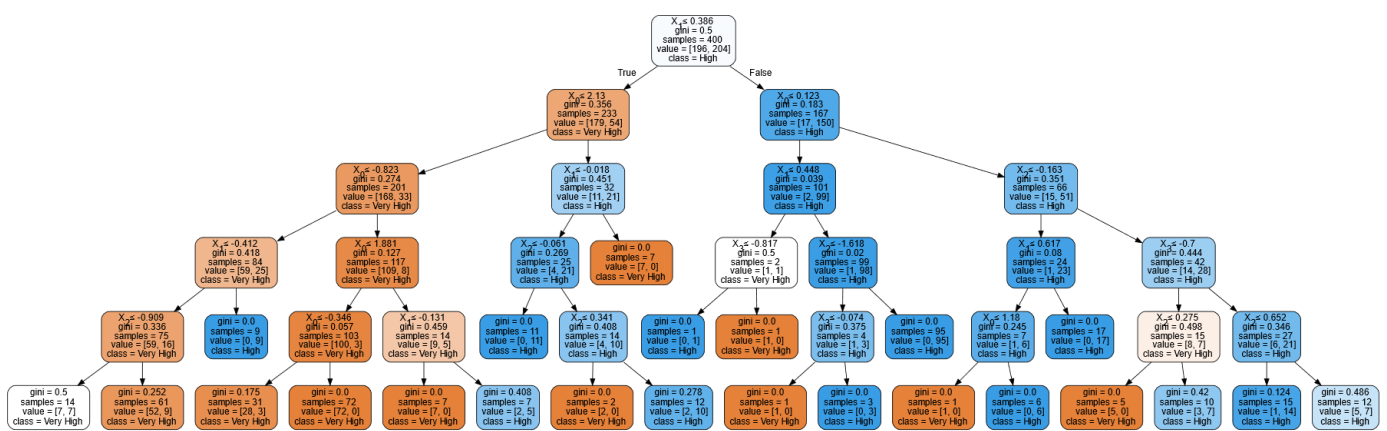 X₁ ≤ 0.386
gini = 0.5
samples = 400
value = [196, 204]
class = High
True
False
X₀ ≤ 2.13
gini = 0.356
samples = 233
value = [179, 54]
class = Very High
X₀ ≤ 0.123
gini = 0.183
samples = 167
value = [17, 150]
class = High
X₀ ≤ -0.823
gini = 0.274
samples = 201
value = [168, 33]
class = Very High
X₁ ≤ -0.018
gini = 0.451
samples = 32
value = [11, 21]
class = High
X₁ ≤ 0.448
gini = 0.039
samples = 101
value = [2, 99]
class = High
X₂ ≤ -0.163
gini = 0.351
samples = 66
value = [15, 51]
class = High
X₁ ≤ -0.412
gini = 0.418
samples = 84
value = [59, 25]
class = Very High
X₀ ≤ 1.881
gini = 0.127
samples = 117
value = [109, 8]
class = Very High
X₂ ≤ -0.061
gini = 0.269
samples = 25
value = [4, 21]
class = High
gini = 0.0
samples = 7
value = [7, 0]
class = Very High
X₃ ≤ -0.817
gini = 0.5
samples = 2
value = [1, 1]
class = Very High
X₂ ≤ -1.618
gini = 0.02
samples = 99
value = [1, 98]
class = High
X₁ ≤ 0.617
gini = 0.08
samples = 24
value = [1, 23]
class = High
X₃ ≤ -0.7
gini = 0.444
samples = 42
value = [14, 28]
class = High
X₂ ≤ -0.909
gini = 0.336
samples = 75
value = [59, 16]
class = Very High
gini = 0.0
samples = 9
value = [0, 9]
class = High
X₁ ≤ -0.346
gini = 0.057
samples = 103
value = [100, 3]
class = Very High
X₁ ≤ -0.131
gini = 0.459
samples = 14
value = [9, 5]
class = Very High
gini = 0.0
samples = 11
value = [0, 11]
class = High
X₂ ≤ 0.341
gini = 0.408
samples = 14
value = [4, 10]
class = High
gini = 0.0
samples = 1
value = [0, 1]
class = High
gini = 0.0
samples = 1
value = [1, 0]
class = Very High
X₂ ≤ -0.074
gini = 0.375
samples = 4
value = [1, 3]
class = High
gini = 0.0
samples = 95
value = [0, 95]
class = High
X₀ ≤ 1.18
gini = 0.245
samples = 7
value = [1, 6]
class = High
gini = 0.0
samples = 17
value = [0, 17]
class = High
X₂ ≤ 0.275
gini = 0.498
samples = 15
value = [8, 7]
class = Very High
X₂ ≤ 0.652
gini = 0.346
samples = 27
value = [6, 21]
class = High
gini = 0.5
samples = 14
value = [7, 7]
class = Very High
gini = 0.252
samples = 61
value = [52, 9]
class = Very High
gini = 0.175
samples = 31
value = [28, 3]
class = Very High
gini = 0.0
samples = 72
value = [72, 0]
class = Very High
gini = 0.0
samples = 7
value = [7, 0]
class = Very High
gini = 0.408
samples = 7
value = [2, 5]
class = High
gini = 0.0
samples = 2
value = [2, 0]
class = Very High
gini = 0.278
samples = 12
value = [2, 10]
class = High
gini = 0.0
samples = 1
value = [1, 0]
class = Very High
gini = 0.0
samples = 3
value = [0, 3]
class = High
gini = 0.0
samples = 1
value = [1, 0]
class = Very High
gini = 0.0
samples = 6
value = [0, 6]
class = High
gini = 0.0
samples = 5
value = [5, 0]
class = Very High
gini = 0.42
samples = 10
value = [3, 7]
class = High
gini = 0.124
samples = 15
value = [1, 14]
class = High
gini = 0.486
samples = 12
value = [5, 7]
class = High